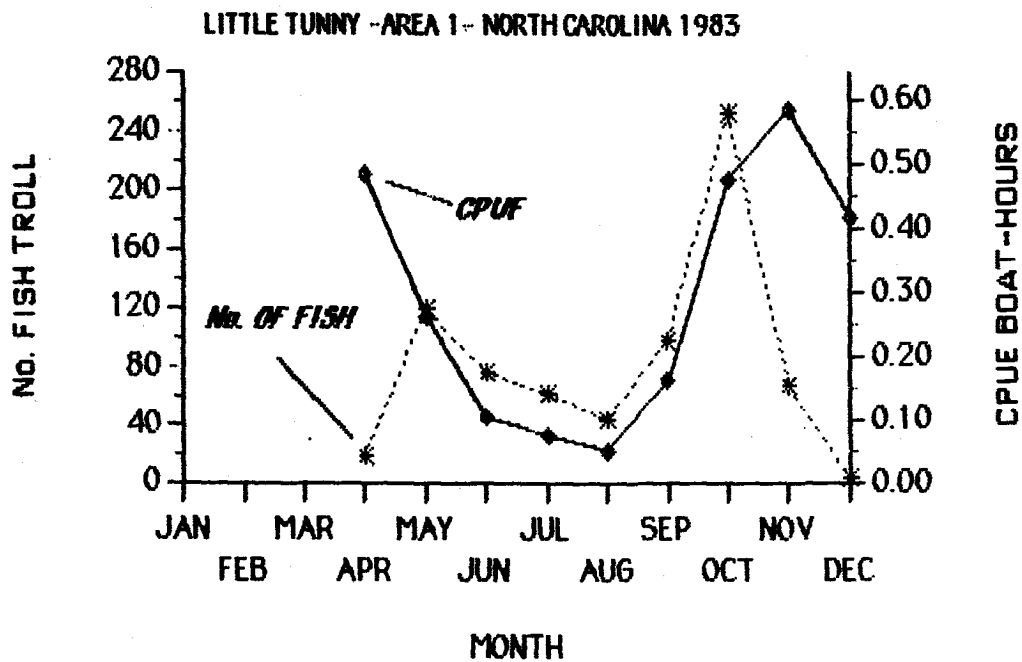 LITTLE TUNNY -AREA 1- NORTH CAROLINA 1983
280
240
200
160
120
80
40
0
No. FISH TROLL
0.60
0.50
0.40
0.30
0.20
0.10
0.00
CPUE BOAT-HOURS
CPUF
No. OF FISH
JAN MAR MAY JUL SEP NOV
FEB APR JUN AUG OCT DEC
MONTH